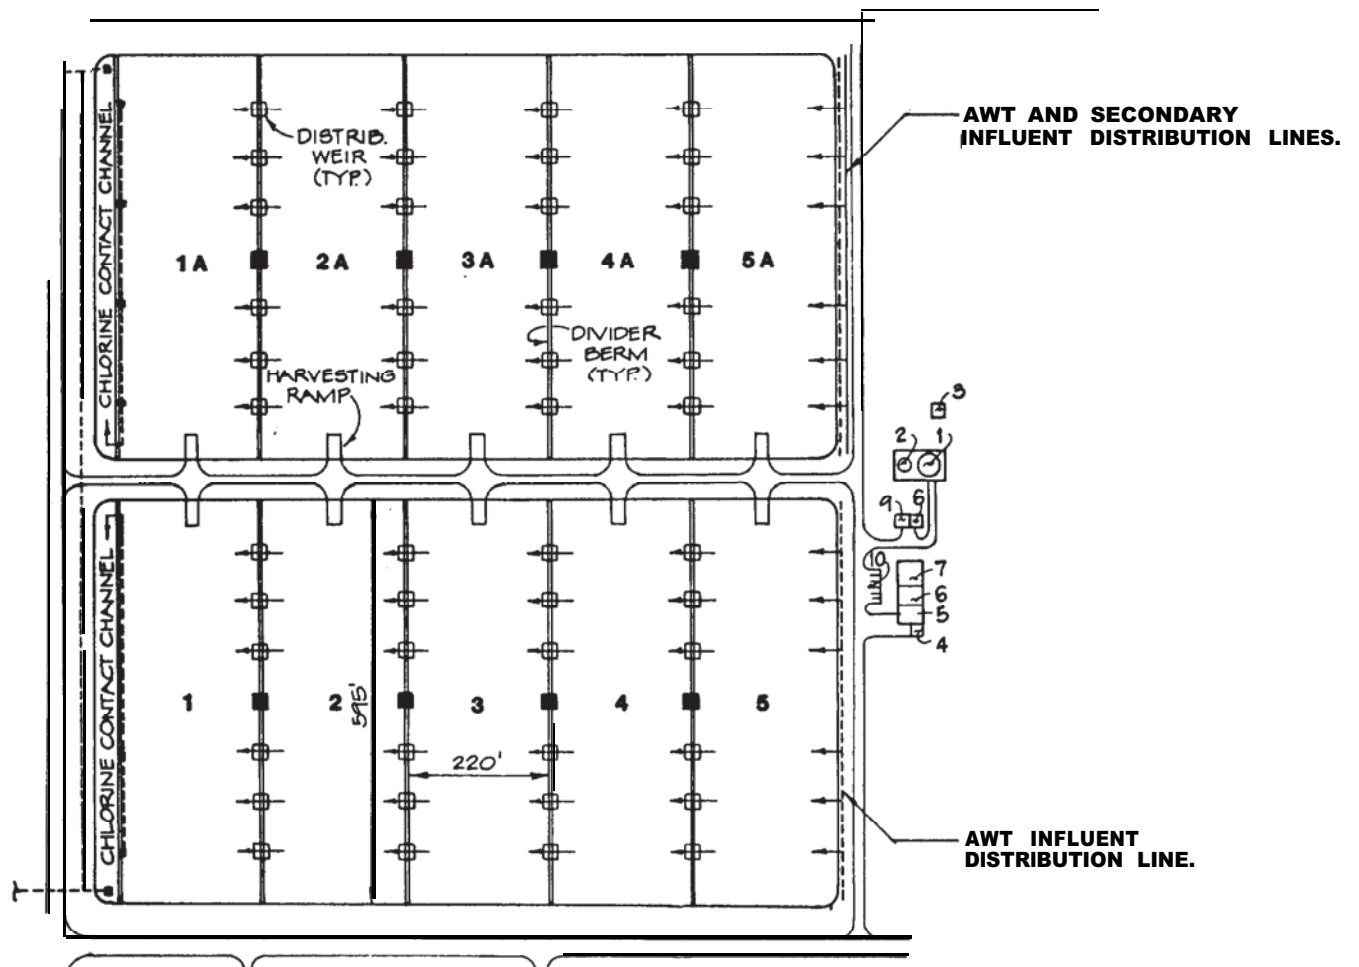 AWT AND SECONDARY
INFLUENT DISTRIBUTION LINES.
CHLORINE CONTACT CHANNEL
DISTRIB.
WEIR
(TYP.)
1A
2A
3A
4A
5A
DIVIDER
BERM
(TYP.)
HARVESTING
RAMP
3
2
1
9
10
7
6
5
4
CHLORINE CONTACT CHANNEL
1
2
595'
3
4
5
220'
AWT INFLUENT
DISTRIBUTION LINE.